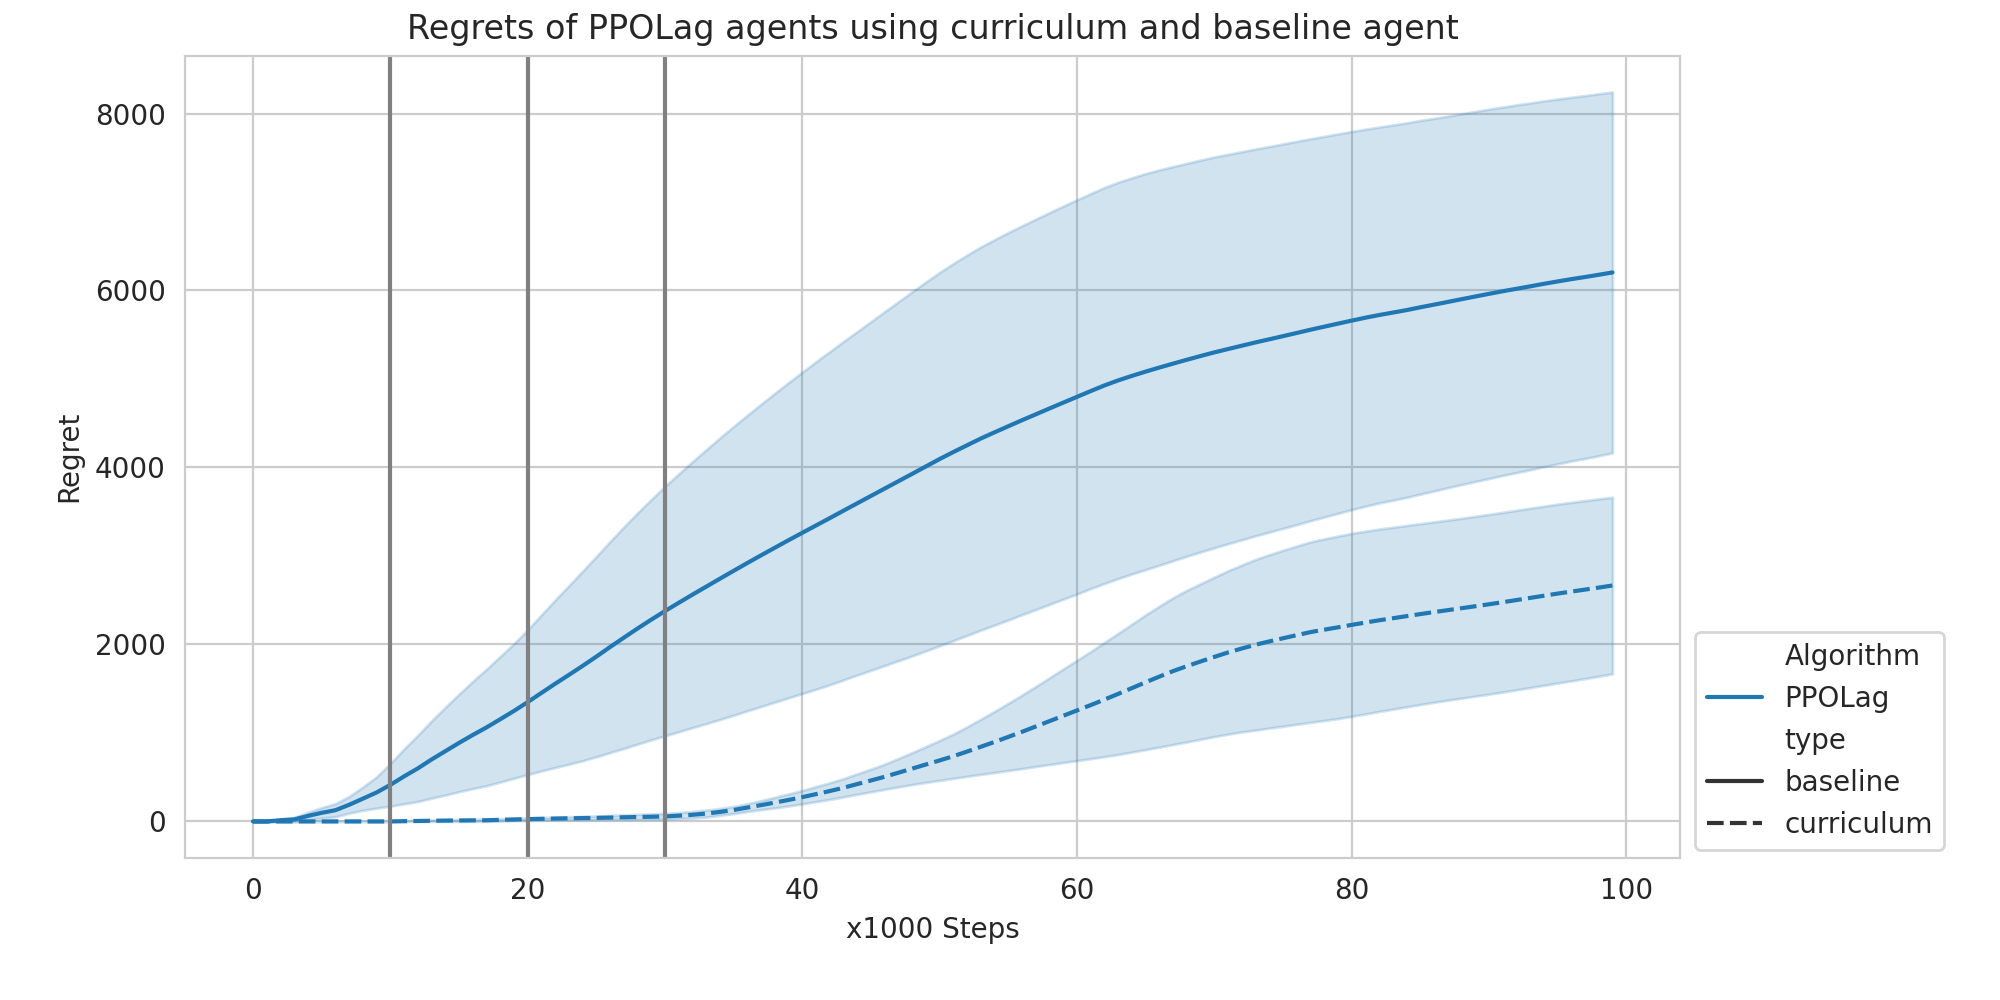 Regrets of PPOLag agents using curriculum and baseline agent
8000
6000
4000
2000
0
Regret
0 20 40 60 80 100
x1000 Steps
Algorithm
PPOLag
type
baseline
curriculum